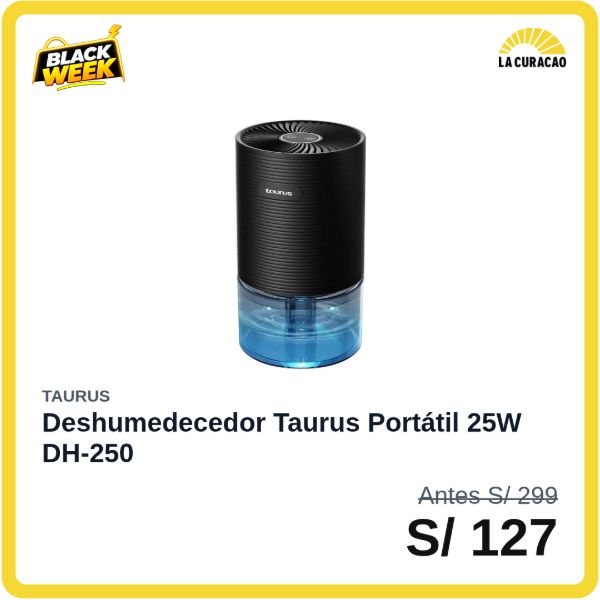 BLACK
WEEK
LA CURACAO
taurus
TAURUS
Deshumedecedor Taurus Portátil 25W
DH-250
Antes S/ 299
S/ 127